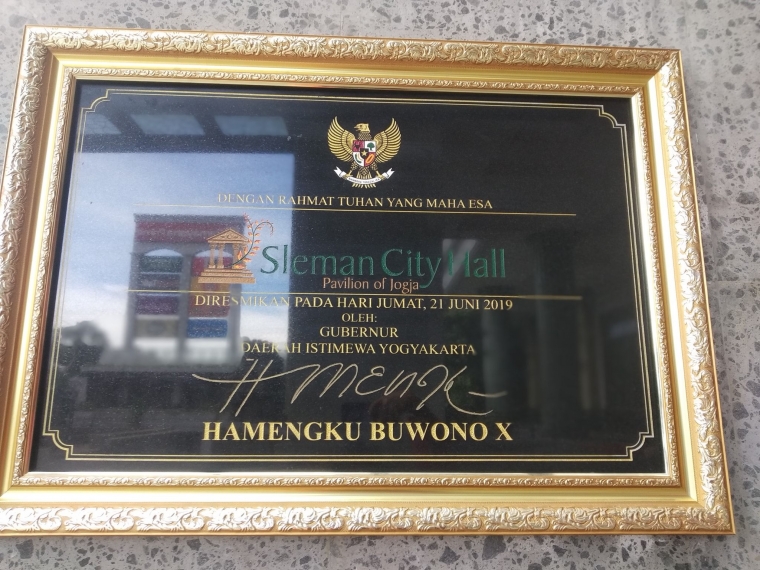 DENGAN RAHMAT TUHAN YANG MAHA ESA
Sleman City Hall
Pavilion of Jogja
DIRESMIKAN PADA HARI JUMAT, 21 JUNI 2019
OLEH:
GUBERNUR
DAERAH ISTIMEWA YOGYAKARTA
HAMENGKU BUWONO X